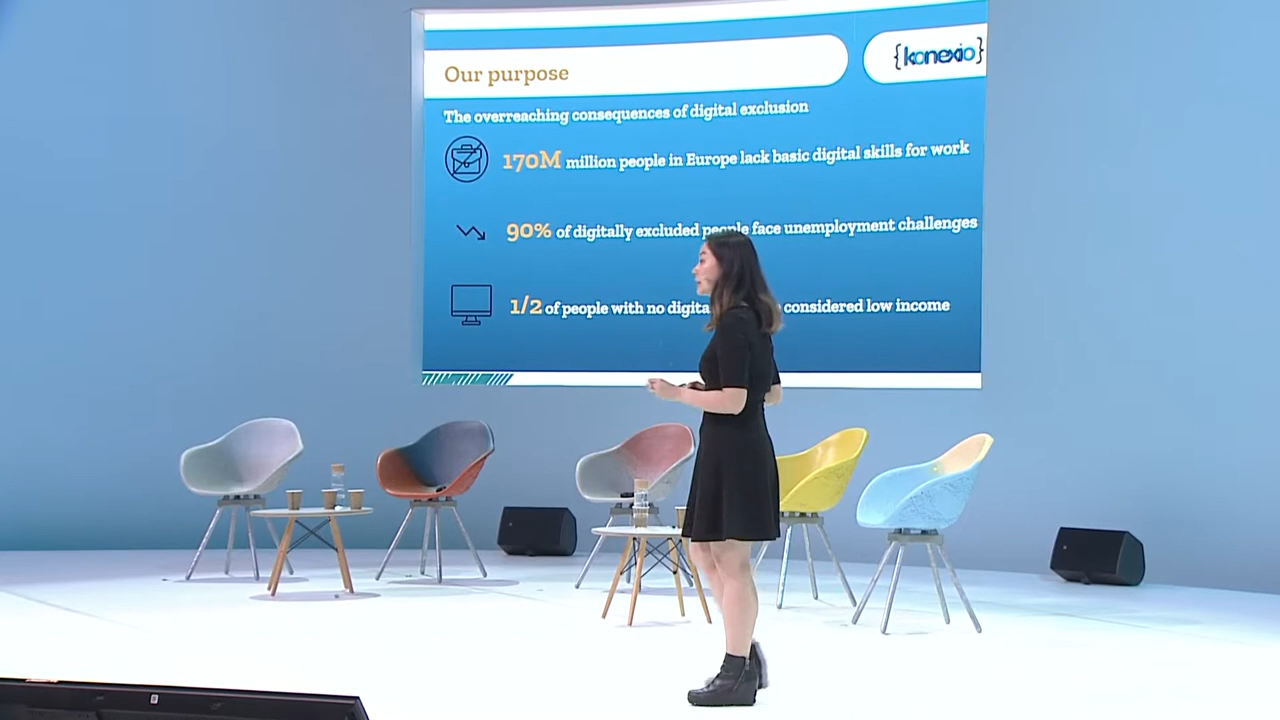 Our purpose
{konexio}
The overreaching consequences of digital exclusion
170M million people in Europe lack basic digital skills for work
90% of digitally excluded people face unemployment challenges
1/2 of people with no considered low income